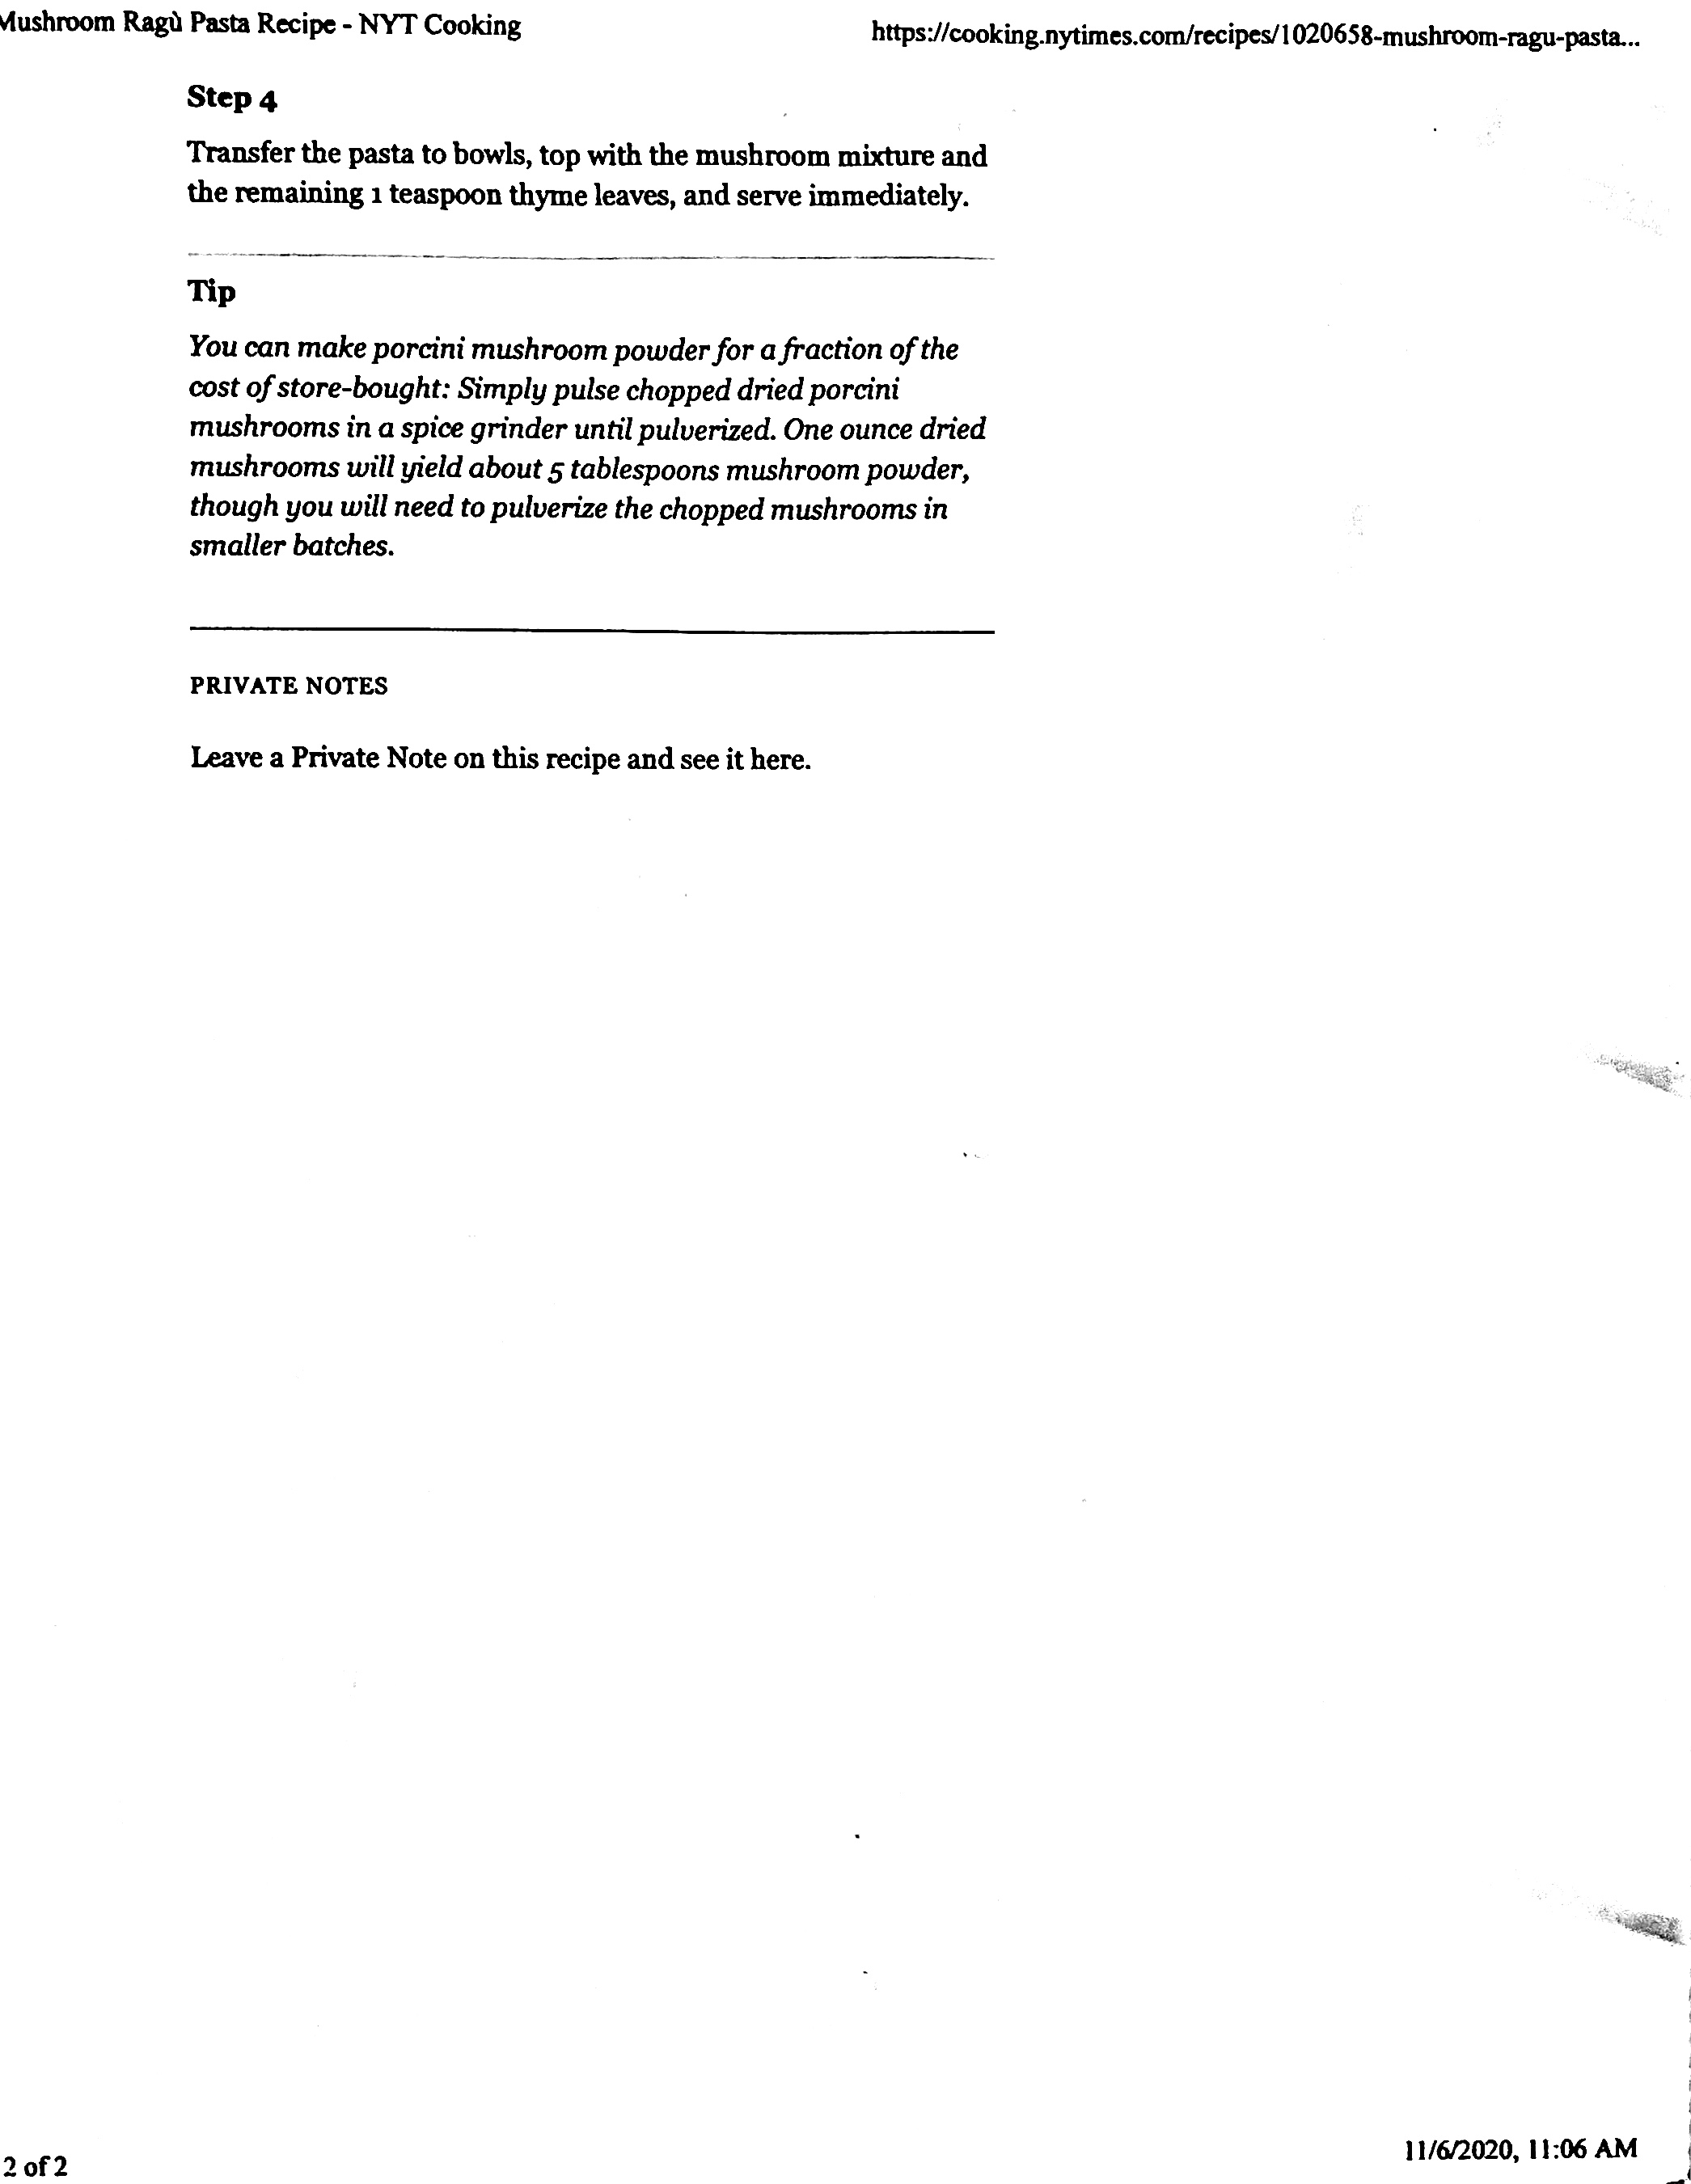 Mushroom Ragù Pasta Recipe - NYT Cooking
https://cooking.nytimes.com/recipes/1020658-mushroom-ragu-pasta...
Step 4
Transfer the pasta to bowls, top with the mushroom mixture and
the remaining 1 teaspoon thyme leaves, and serve immediately.
Tip
You can make porcini mushroom powder for a fraction of the
cost of store-bought: Simply pulse chopped dried porcini
mushrooms in a spice grinder until pulverized. One ounce dried
mushrooms will yield about 5 tablespoons mushroom powder,
though you will need to pulverize the chopped mushrooms in
smaller batches.
PRIVATE NOTES
Leave a Private Note on this recipe and see it here.
2 of 2
11/6/2020, 11:06 AM